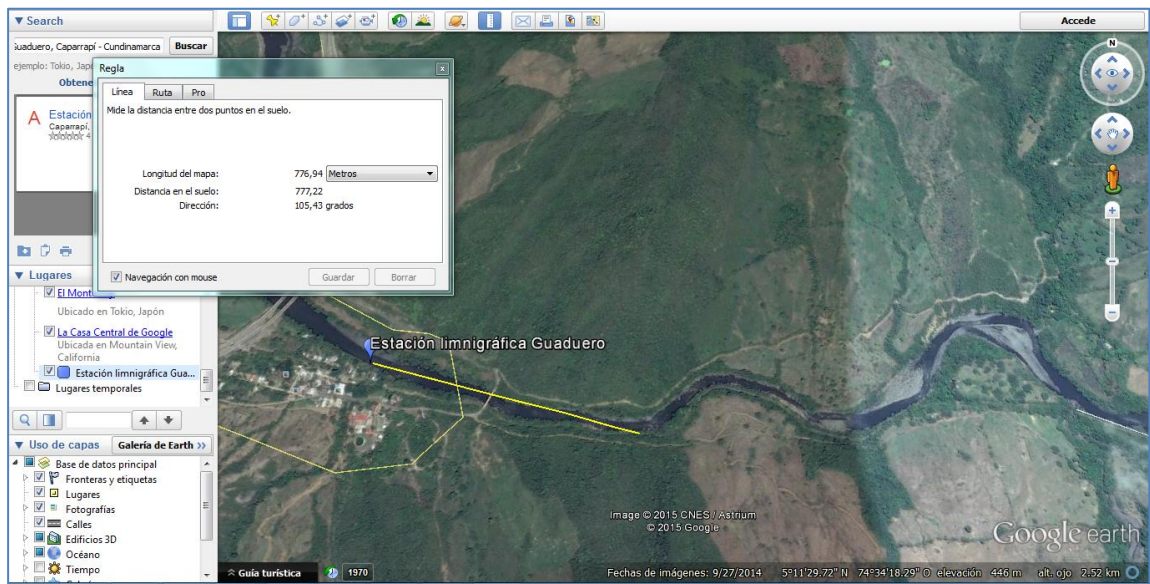 Search
Accede
Guaduero, Caparrapí - Cundinamarca Buscar
ejemplo: Tokio,
Regla
Línea Ruta Pro
Mide la distancia entre dos puntos en el suelo.
A Estación
Caparrapí,
Longitud del mapa: 776,94 Metros
Distancia en el suelo: 777,22
Dirección: 105,43 grados
Navegación con mouse Guardar Borrar
N
Lugares
El
Ubicado en Tokio, Japón
La Casa Central de Google
Ubicada en Mountain View,
California
Estación limnigráfica Gua...
Lugares temporales
Estación limnigráfica Guaduero
Uso de capas Galería de Earth >>
Base de datos principal
Fronteras y etiquetas
Lugares
Fotografías
Calles
Edificios 3D
Océano
Tiempo
Image © 2015 CNES / Astrium
© 2015 Google
Google earth
Guía turística 1970 Fechas de imágenes: 9/27/2014 5°11'29.72" N 74°34'18.29" O elevación 446 m alt. ojo 2.52 km